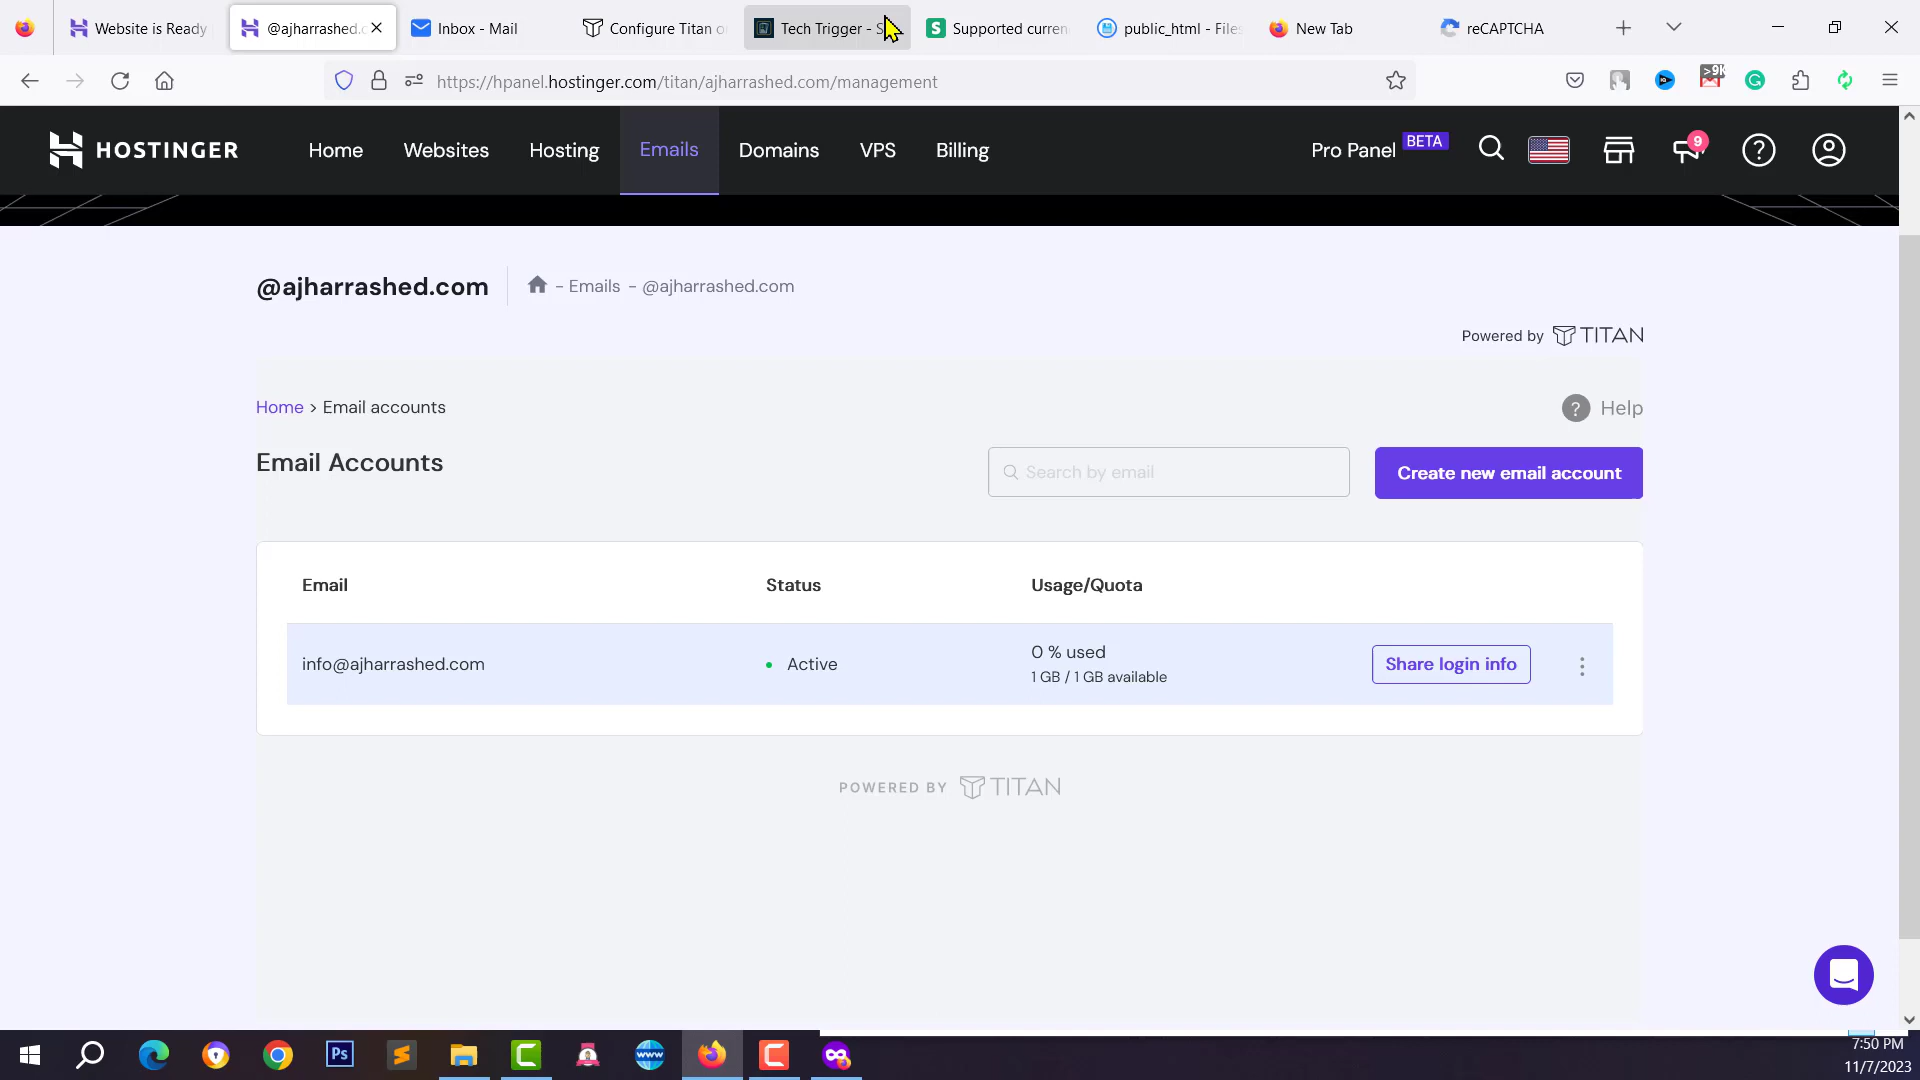 Website is Ready
@ajharrashed.c
Inbox - Mail
Configure Titan o
Tech Trigger - S
Supported curren
public_html - Files
New Tab
reCAPTCHA
https://hpanel.hostinger.com/titan/ajharrashed.com/management
>9K
HOSTINGER
Home
Websites
Hosting
Emails
Domains
VPS
Billing
Pro Panel BETA
9
@ajharrashed.com
- Emails - @ajharrashed.com
Powered by TITAN
Home > Email accounts
? Help
Email Accounts
Search by email
Create new email account
Email
Status
Usage/Quota
info@ajharrashed.com
Active
0 % used
1 GB / 1 GB available
Share login info
POWERED BY TITAN
Ps
www
7:50 PM
11/7/2023